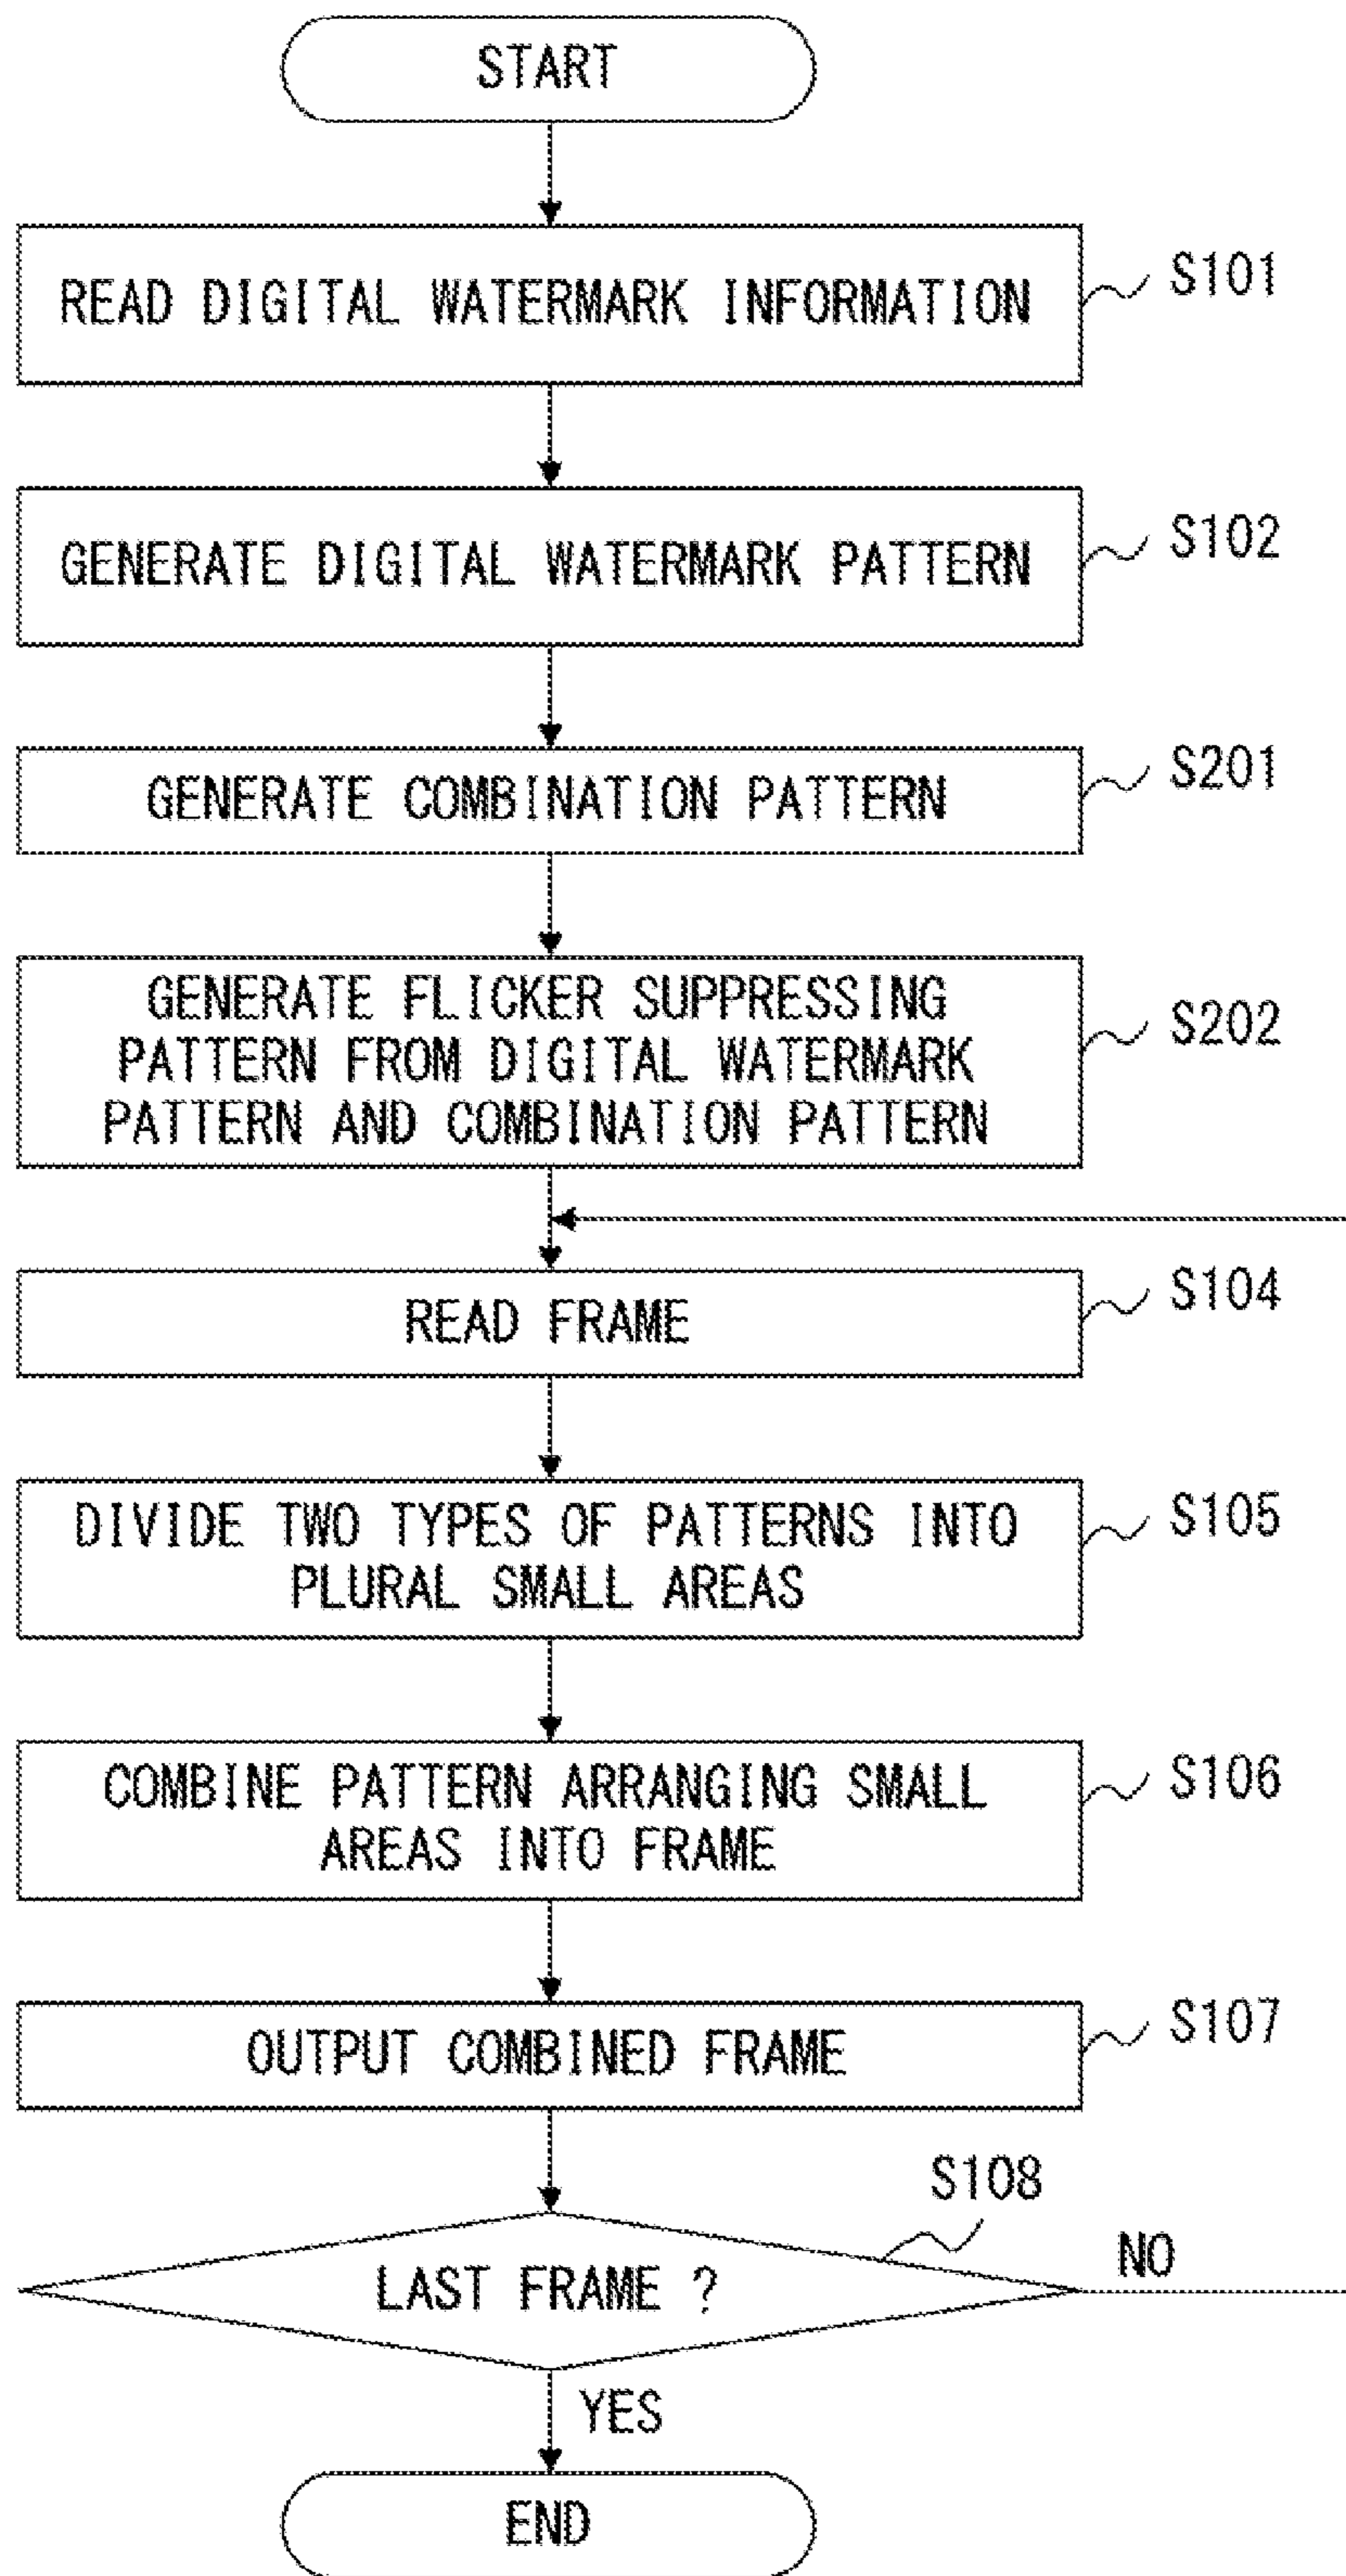 START
READ DIGITAL WATERMARK INFORMATION
S101
GENERATE DIGITAL WATERMARK PATTERN
S102
GENERATE COMBINATION PATTERN
S201
GENERATE FLICKER SUPPRESSING
PATTERN FROM DIGITAL WATERMARK
PATTERN AND COMBINATION PATTERN
S202
READ FRAME
S104
DIVIDE TWO TYPES OF PATTERNS INTO
PLURAL SMALL AREAS
S105
COMBINE PATTERN ARRANGING SMALL
AREAS INTO FRAME
S106
OUTPUT COMBINED FRAME
S107
S108
LAST FRAME ?
NO
YES
END